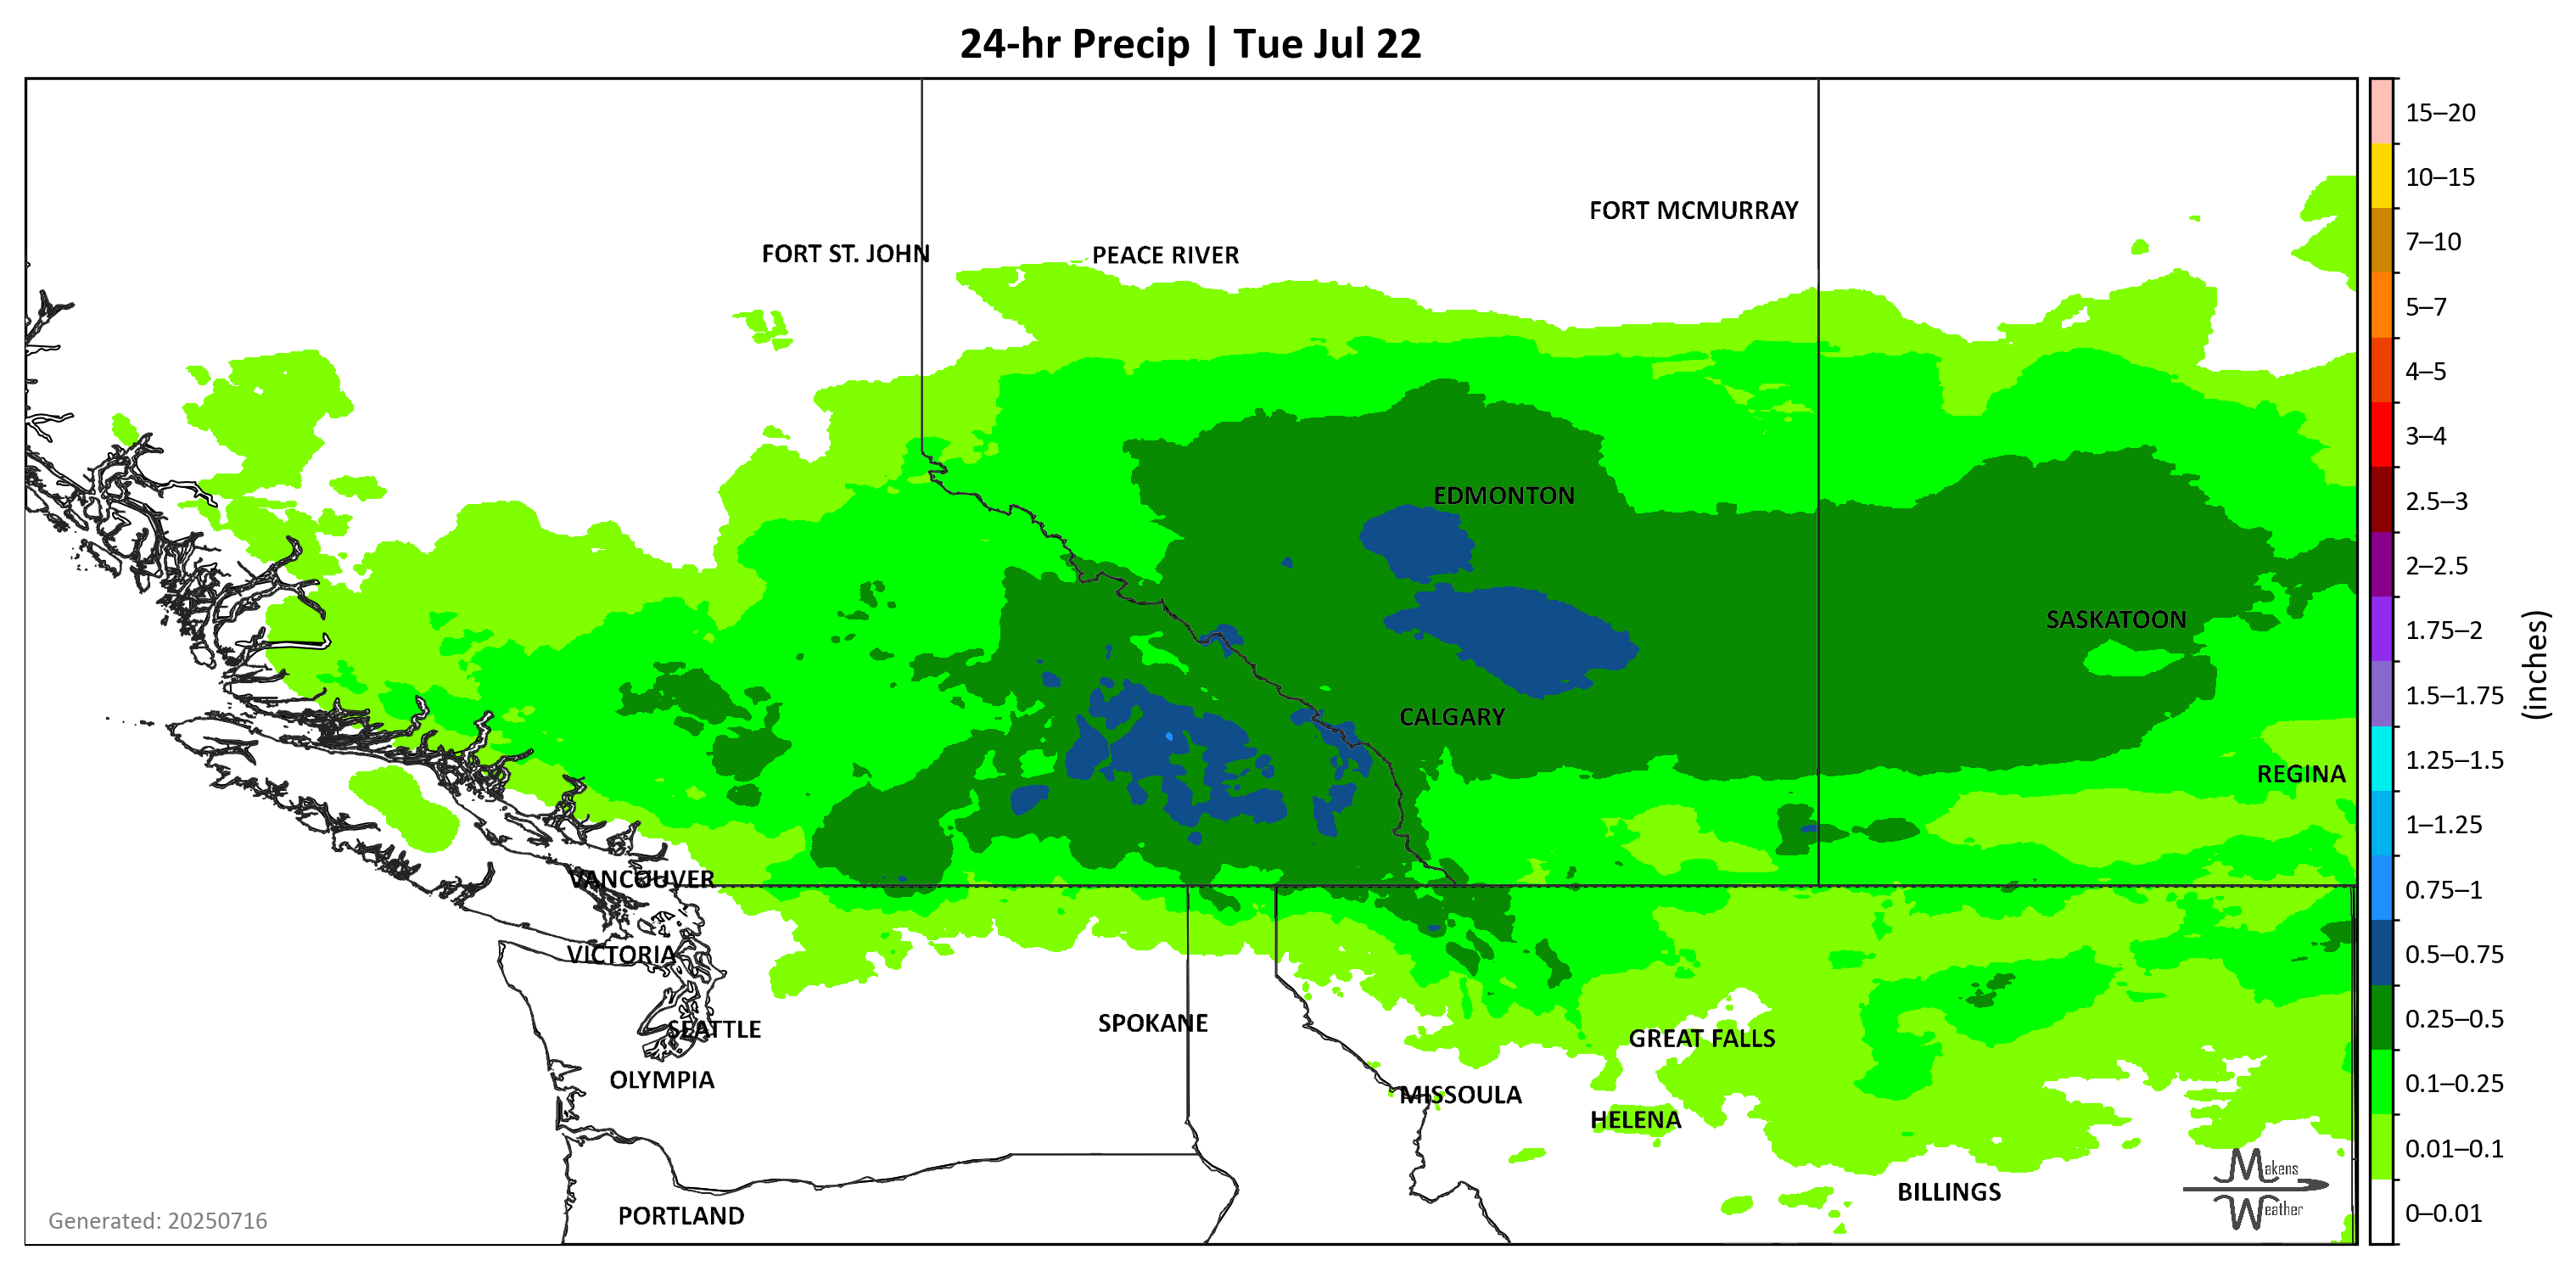 24-hr Precip | Tue Jul 22
FORT MCMURRAY
FORT ST. JOHN
PEACE RIVER
EDMONTON
SASKATOON
CALGARY
REGINA
VANCOUVER
VICTORIA
SEATTLE
SPOKANE
GREAT FALLS
OLYMPIA
MISSOULA
HELENA
BILLINGS
PORTLAND
Makens
Weather
Generated: 20250716
15–20
10–15
7–10
5–7
4–5
3–4
2.5–3
2–2.5
1.75–2
1.5–1.75
1.25–1.5
1–1.25
0.75–1
0.5–0.75
0.25–0.5
0.1–0.25
0.01–0.1
0–0.01
(inches)